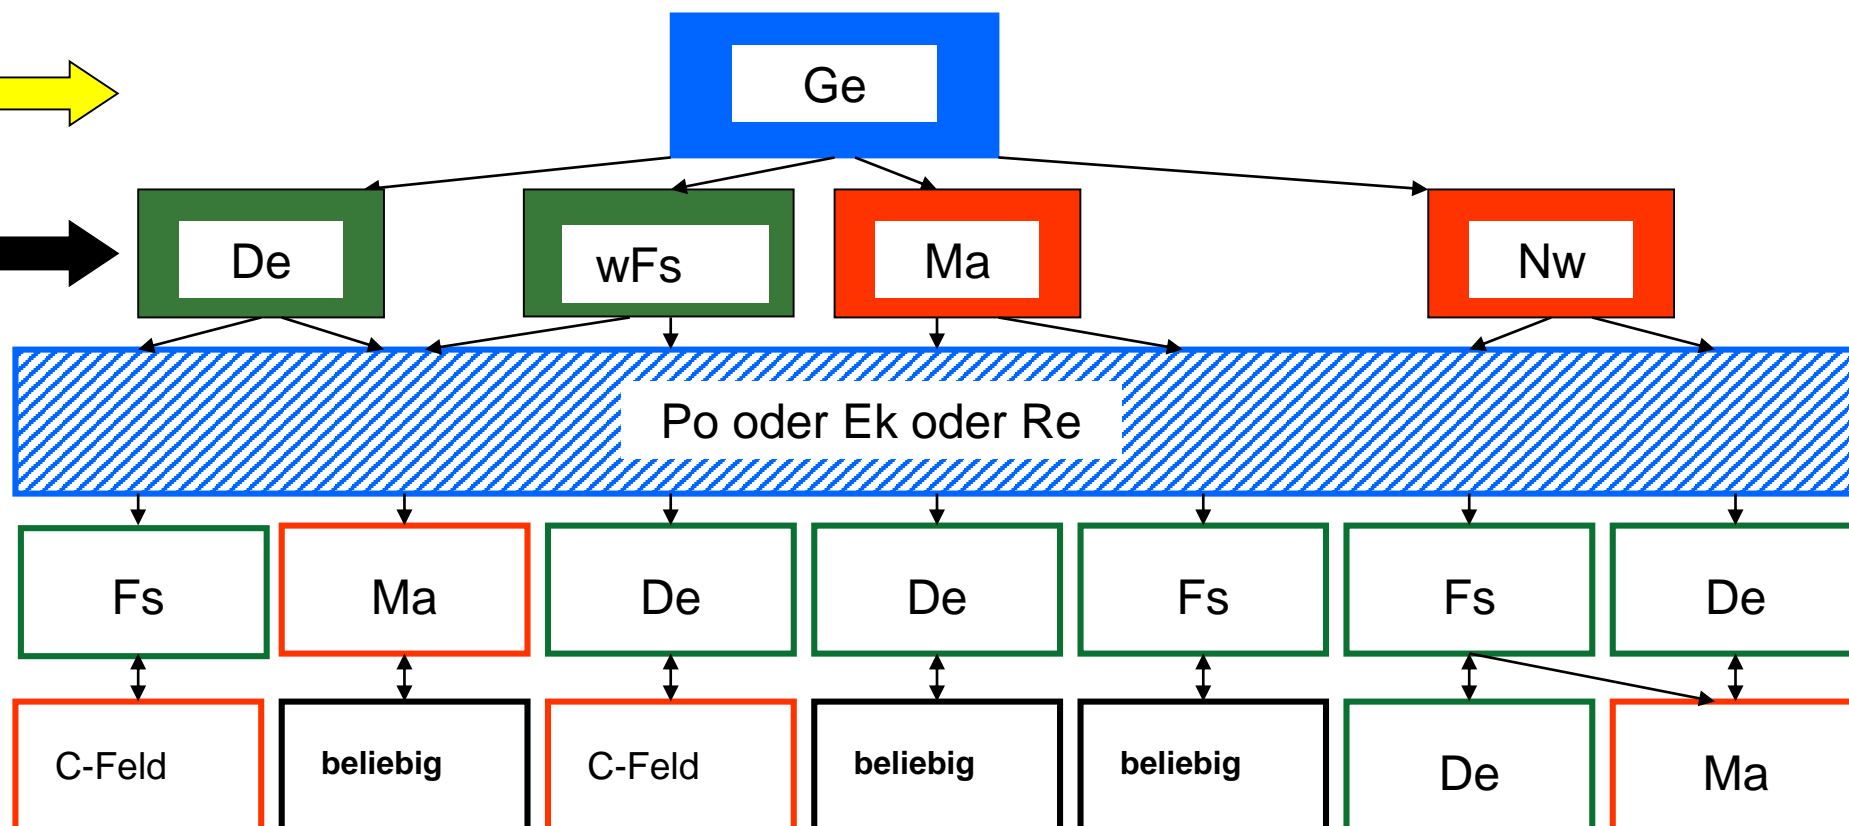 Ge
De
wFs
Ma
Nw
Po oder Ek oder Re
Fs
Ma
De
De
Fs
Fs
De
C-Feld
beliebig
C-Feld
beliebig
beliebig
De
Ma